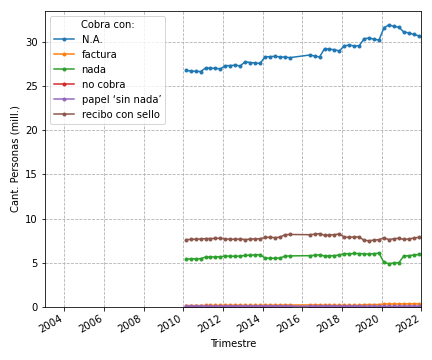 Cobra con:
N.A.
factura
nada
no cobra
papel ‘sin nada’
recibo con sello
Cant. Personas (mill.)
30
25
20
15
10
5
0
2004
2006
2008
2010
2012
2014
2016
2018
2020
2022
Trimestre